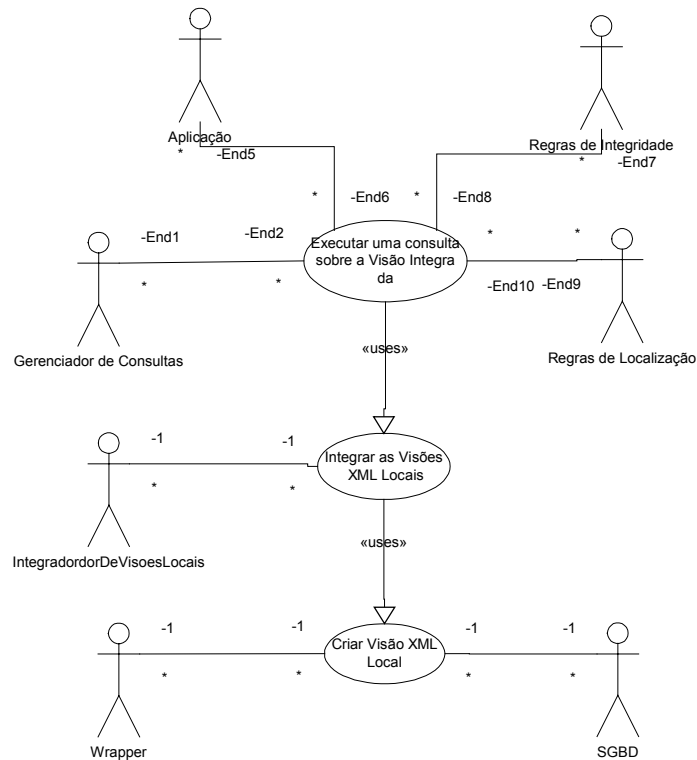 Aplicação
Regras de Integridade
*
-End5
*
-End7
*
-End6
*
-End8
-End1
-End2
Executar uma consulta
sobre a Visão Integra
da
*
*
*
*
-End10
-End9
Gerenciador de Consultas
Regras de Localização
«uses»
-1
-1
Integrar as Visões
XML Locais
*
*
IntegradordorDeVisoesLocais
«uses»
-1
-1
Criar Visão XML
Local
-1
-1
*
*
*
*
Wrapper
SGBD